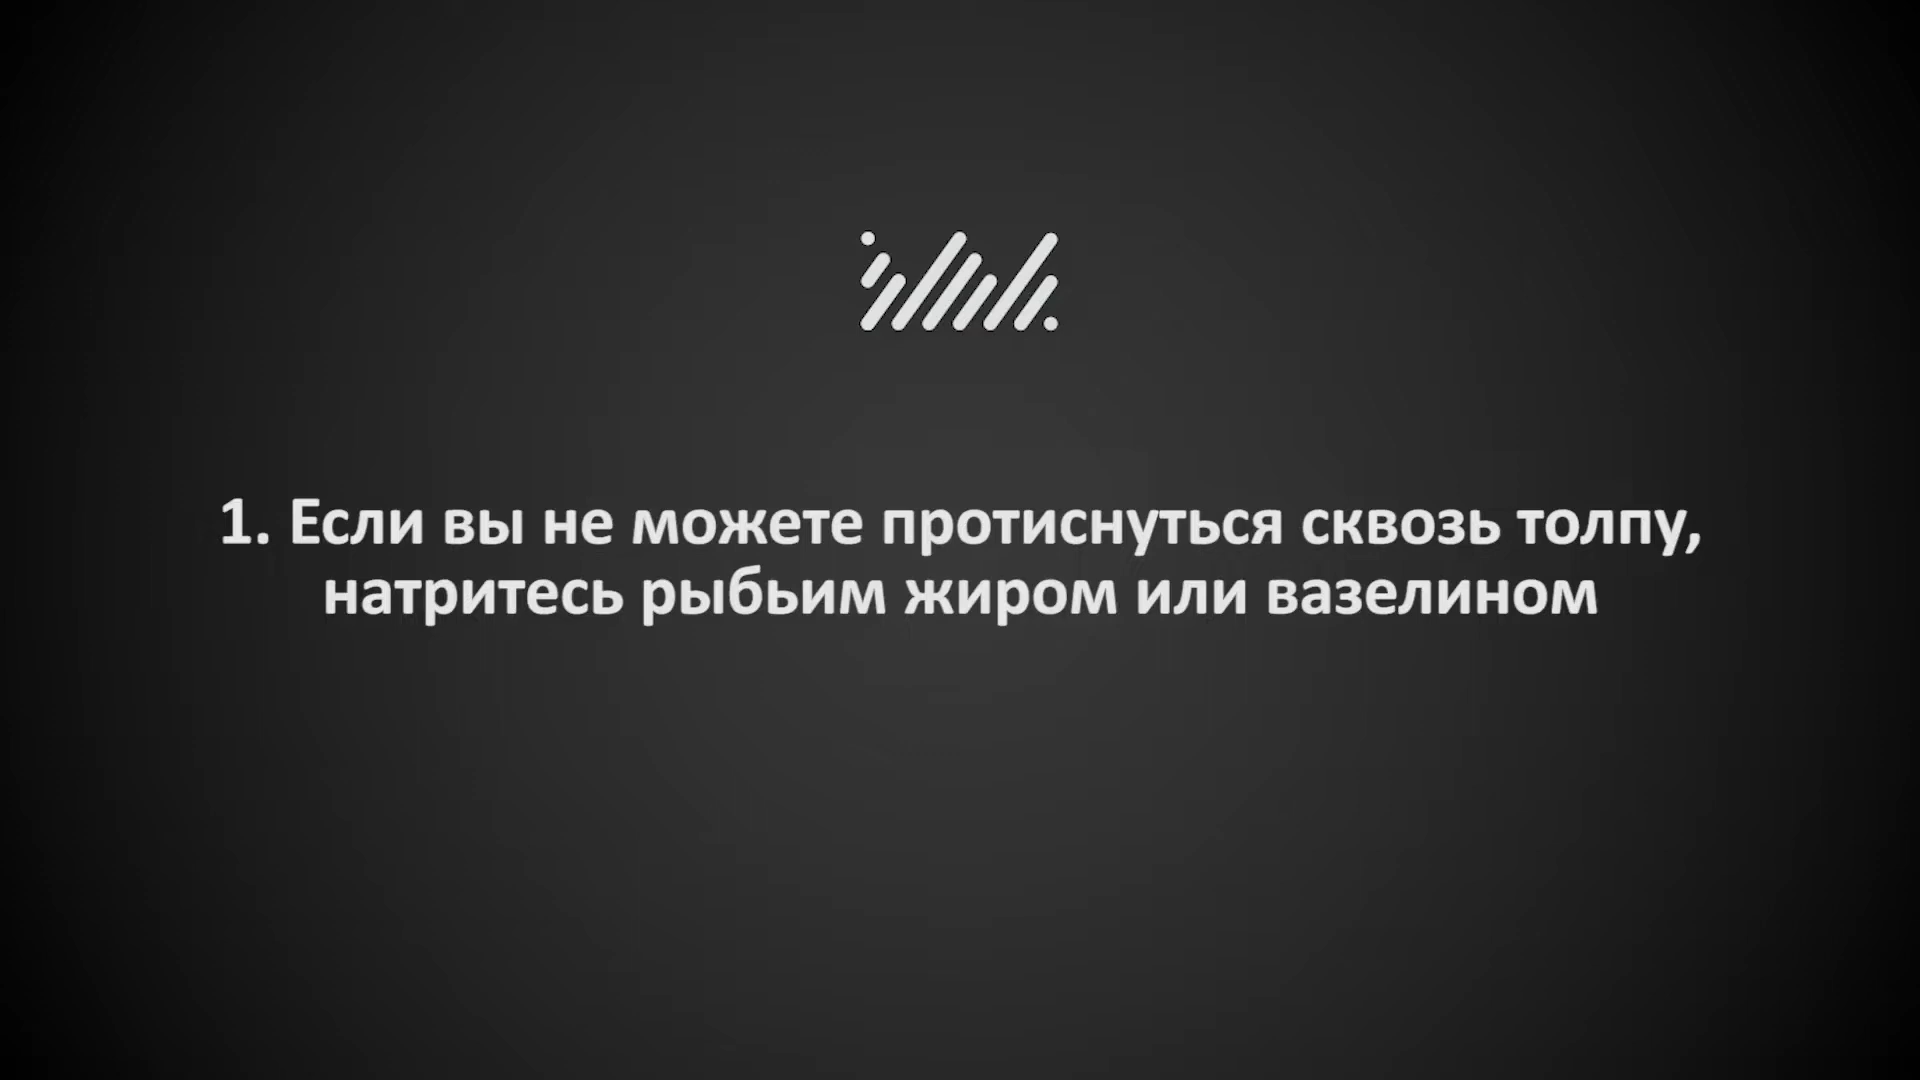 1. Если вы не можете протиснуться сквозь толпу,
натритесь рыбьим жиром или вазелином